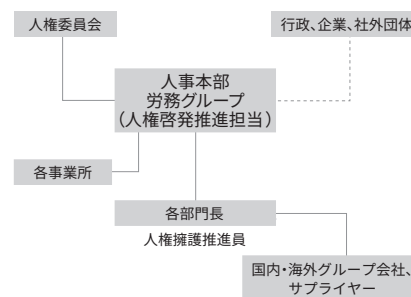 人権委員会
行政、企業、社外団体
人事本部
労務グループ
（人権啓発推進担当）
各事業所
各部門長
人権擁護推進員
国内・海外グループ会社、
サプライヤー